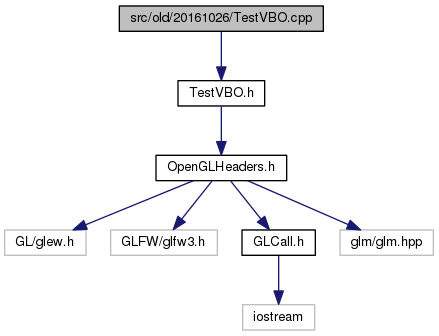 src/old/20161026/TestVBO.cpp
TestVBO.h
OpenGLHeaders.h
GL/glew.h
GLFW/glfw3.h
GLCall.h
glm/glm.hpp
iostream